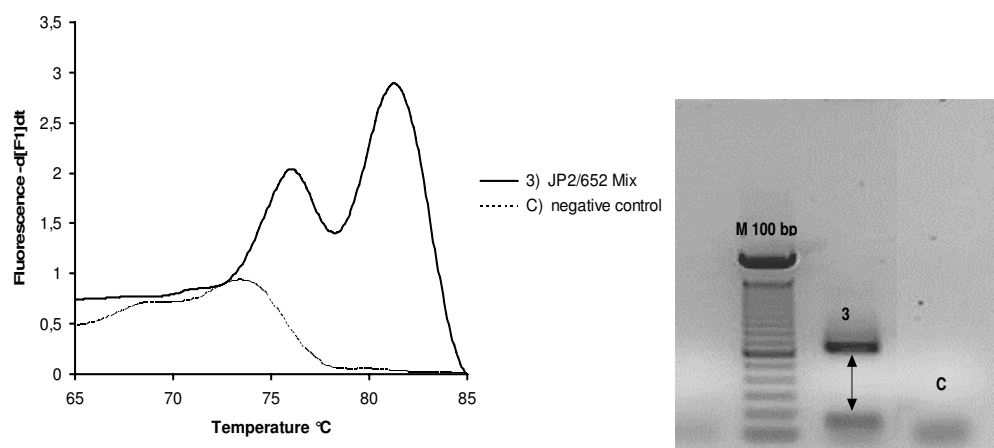 3,5
3
2,5
2
1,5
1
0,5
0
Fluorescence -d[F1]dt
65 70 75 80 85
Temperature °C
3) JP2/652 Mix
C) negative control
M 100 bp
3
C